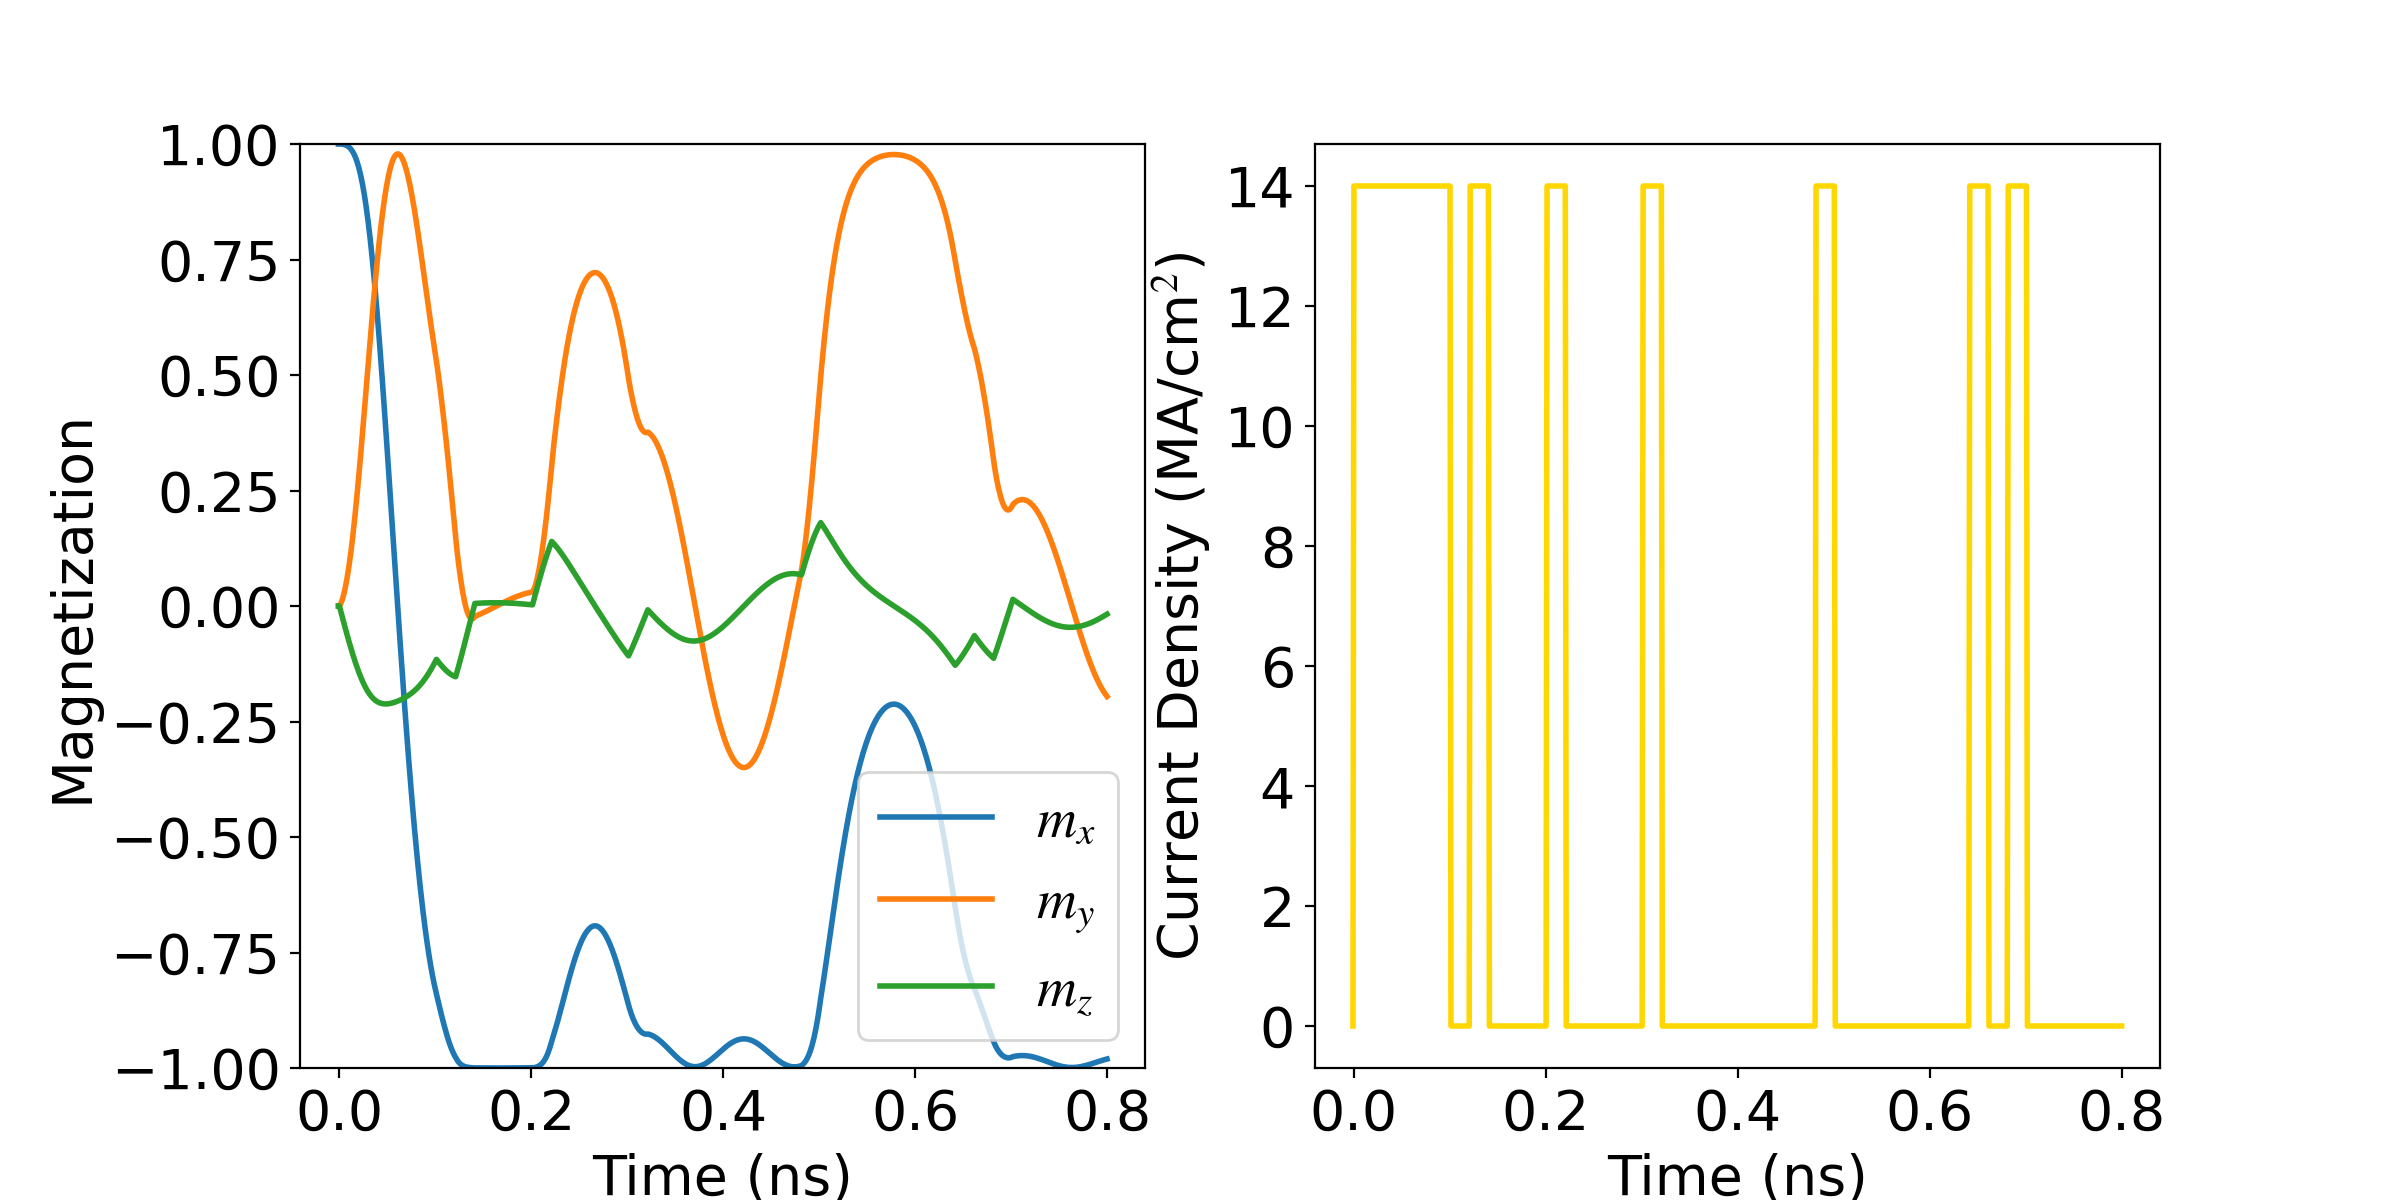 Magnetization
1.00
0.75
0.50
0.25
0.00
−0.25
−0.50
−0.75
−1.00
0.0 0.2 0.4 0.6 0.8
Time (ns)
mₓ
m_y
m_z
Current Density (MA/cm²)
14
12
10
8
6
4
2
0
0.0 0.2 0.4 0.6 0.8
Time (ns)